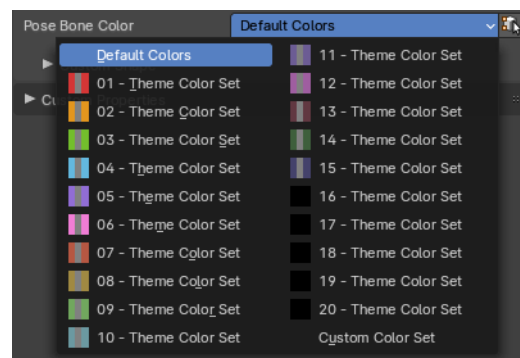 Pose Bone Color
Default Colors
Default Colors
01 - Theme Color Set
02 - Theme Color Set
03 - Theme Color Set
04 - Theme Color Set
05 - Theme Color Set
06 - Theme Color Set
07 - Theme Color Set
08 - Theme Color Set
09 - Theme Color Set
10 - Theme Color Set
11 - Theme Color Set
12 - Theme Color Set
13 - Theme Color Set
14 - Theme Color Set
15 - Theme Color Set
16 - Theme Color Set
17 - Theme Color Set
18 - Theme Color Set
19 - Theme Color Set
20 - Theme Color Set
Custom Color Set